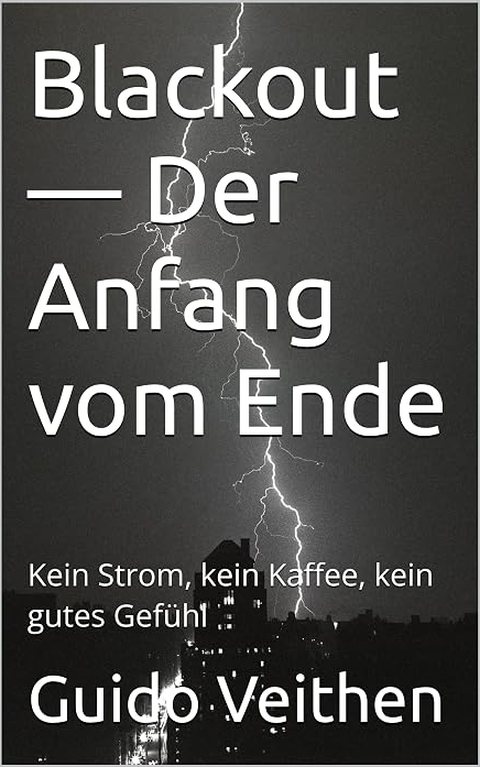 Blackout
— Der
Anfang
vom Ende
Kein Strom, kein Kaffee, kein
gutes Gefühl
Guido Veithen